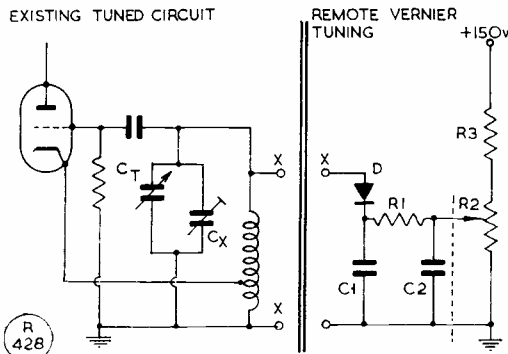 EXISTING TUNED CIRCUIT
REMOTE VERNIER
TUNING
+150v
R3
X
X
CT
D
R1
R2
CX
C1
C2
X
X
R
428